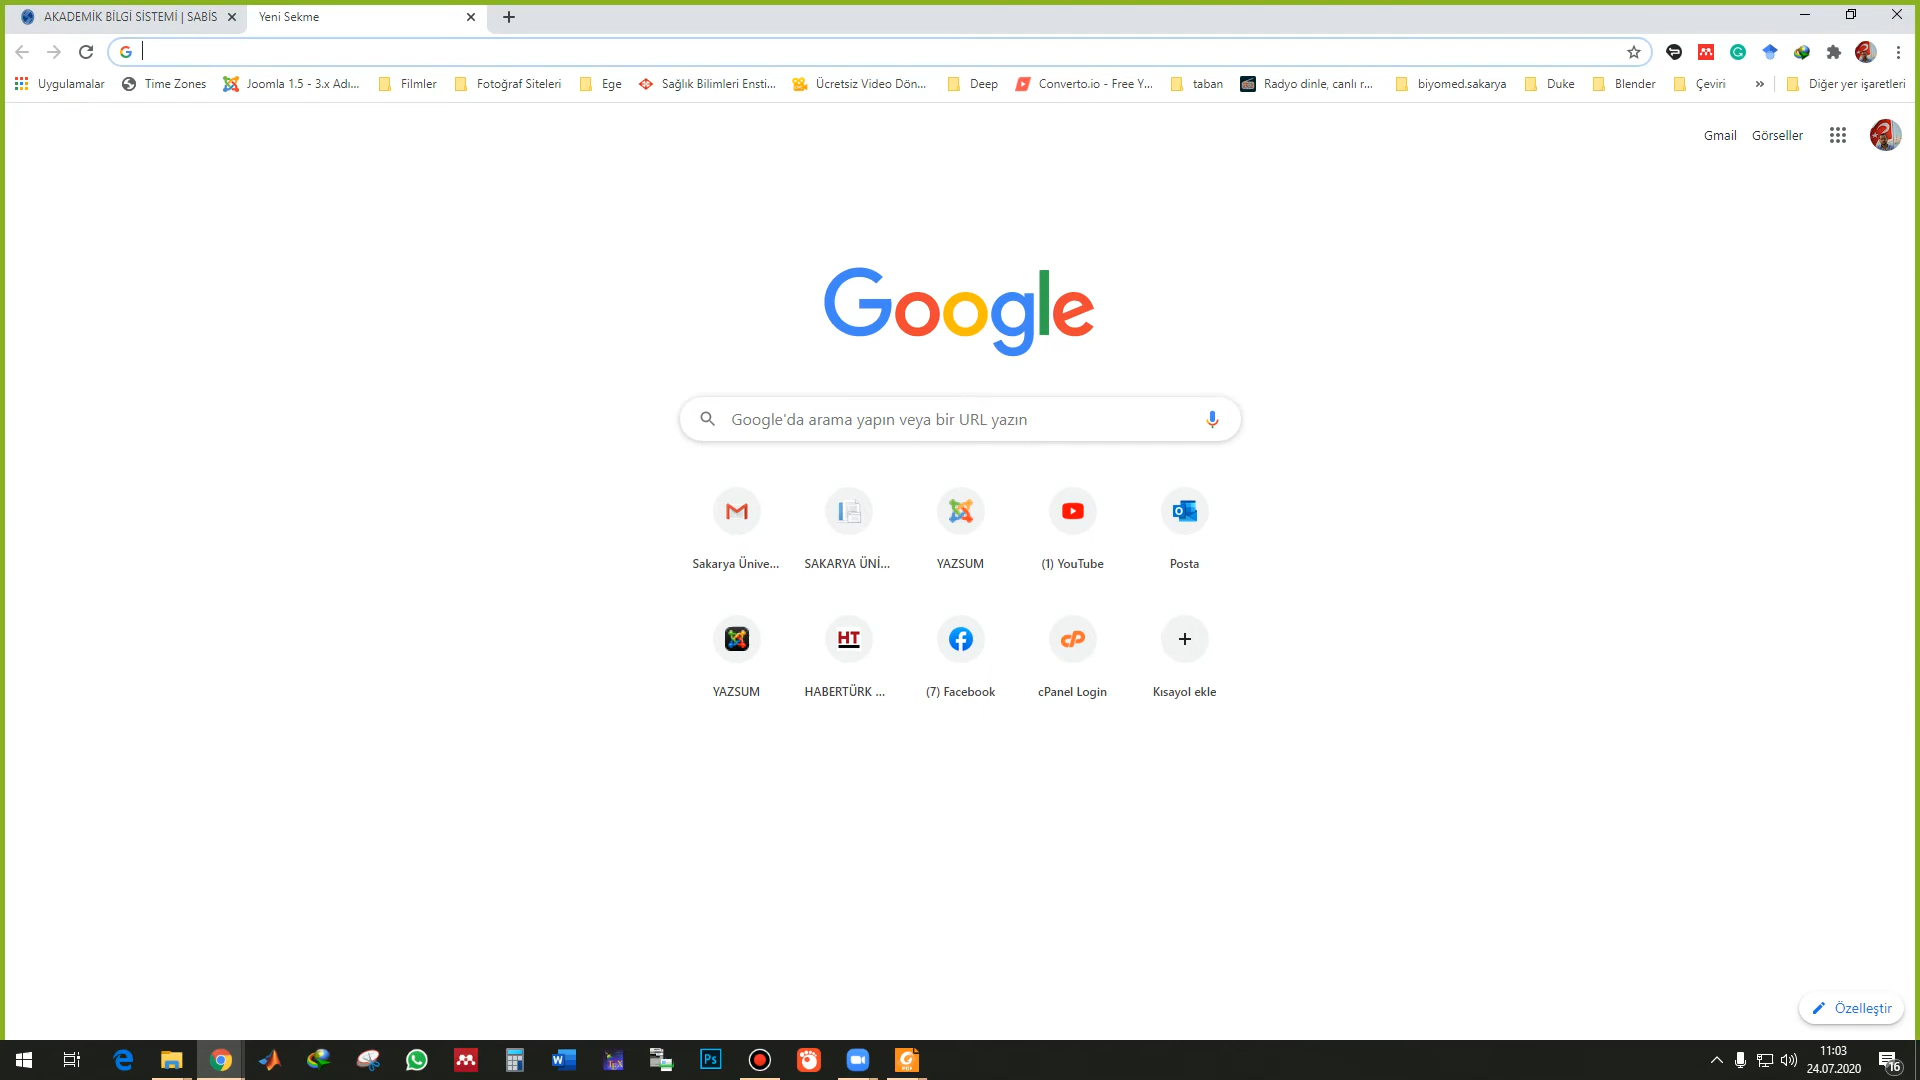 AKADEMİK BİLGİ SİSTEMİ | SABİS
Yeni Sekme
Uygulamalar Time Zones Joomla 1.5 - 3.x Adı... Filmler Fotoğraf Siteleri Ege Sağlık Bilimleri Ensti... Ücretsiz Video Dön... Deep Converto.io - Free Y... taban Radyo dinle, canlı r... biyomed.sakarya Duke Blender Çeviri » Diğer yer işaretleri
Gmail Görseller
Google
Google'da arama yapın veya bir URL yazın
Sakarya Ünive... SAKARYA ÜNİ... YAZSUM (1) YouTube Posta
HT cP
YAZSUM HABERTÜRK ... (7) Facebook cPanel Login Kısayol ekle
Özelleştir
Ps
11:03
24.07.2020
16